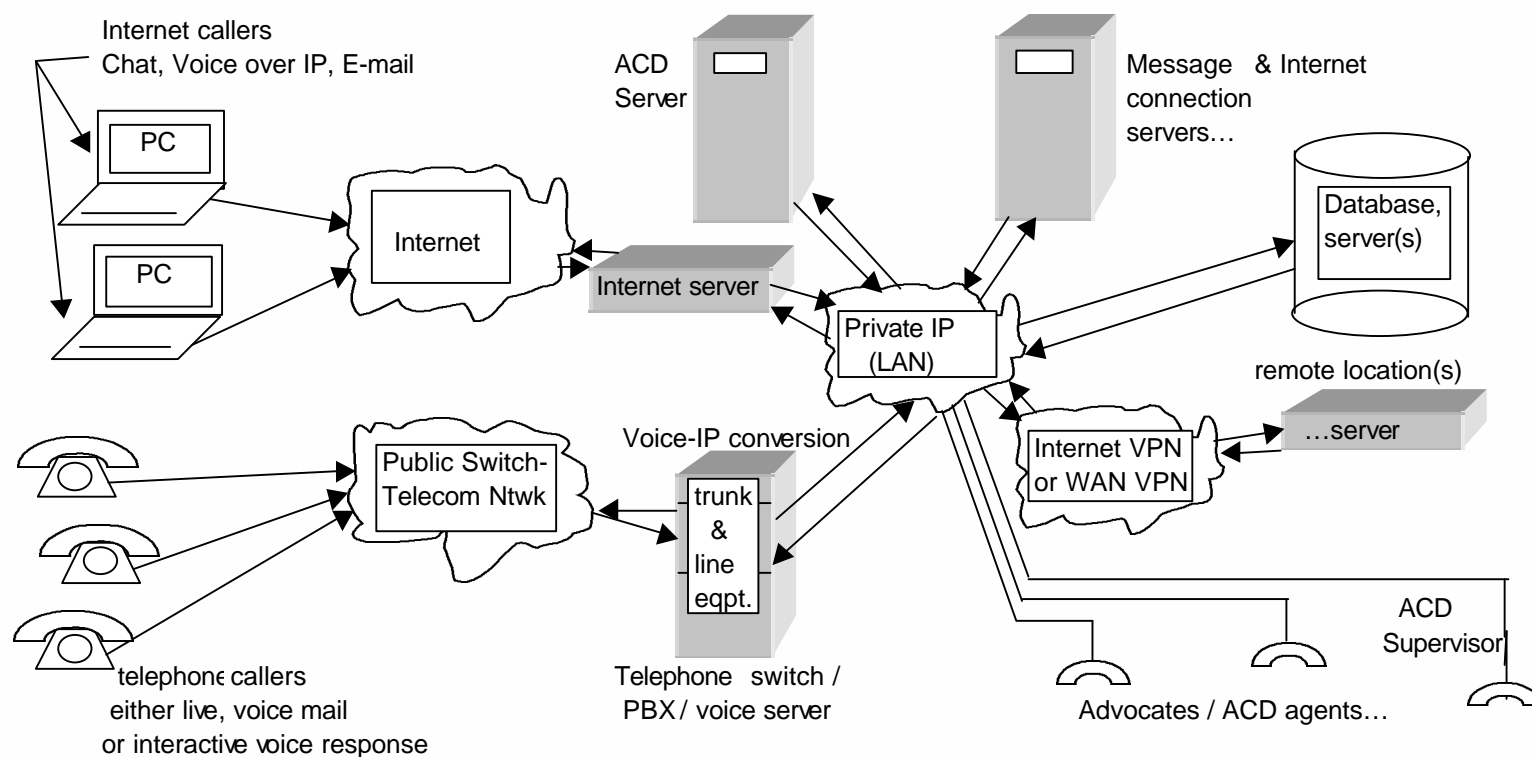 Internet callers
Chat, Voice over IP, E-mail
PC
PC
Internet
Internet server
ACD
Server
Message & Internet
connection
servers…
Database,
server(s)
Private IP
(LAN)
remote location(s)
…server
Internet VPN
or WAN VPN
Public Switch-
Telecom Ntwk
Voice-IP conversion
trunk
&
line
eqpt.
Telephone switch /
PBX / voice server
telephone callers
either live, voice mail
or interactive voice response
ACD
Supervisor
Advocates / ACD agents…